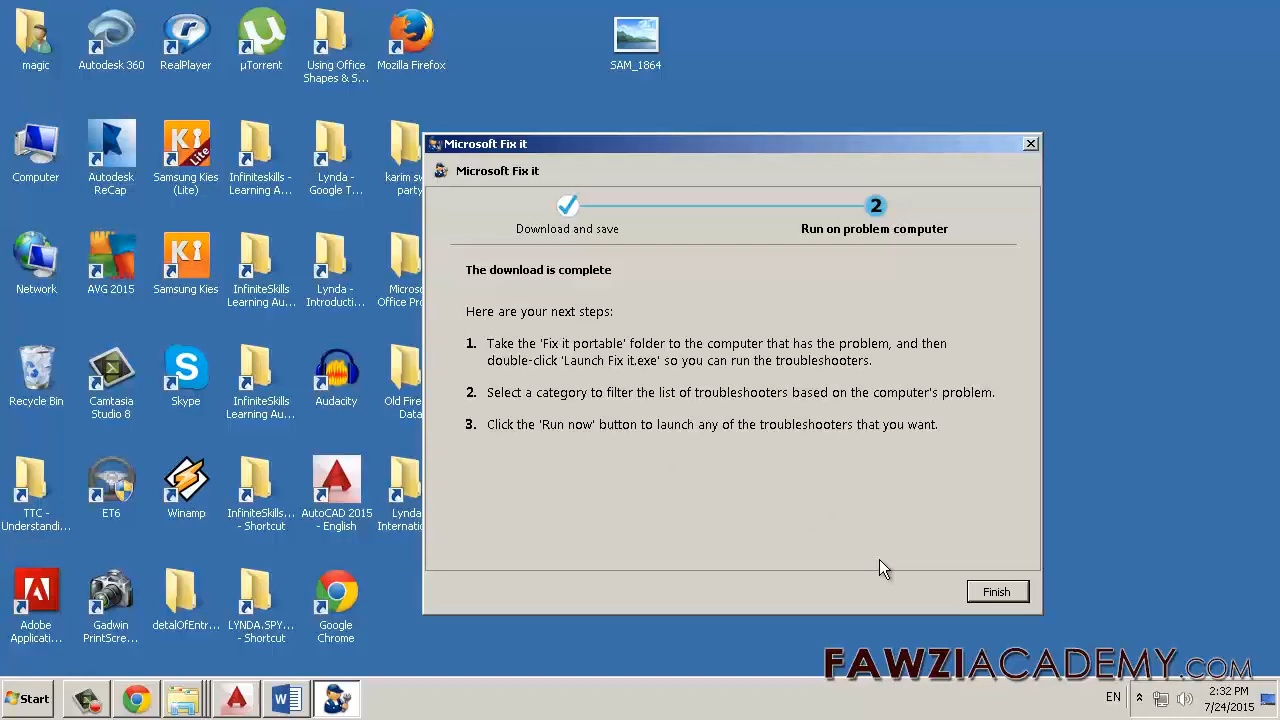 magic
Autodesk 360
RealPlayer
µTorrent
Using Office
Shapes & S...
Mozilla Firefox
SAM_1864
Computer
Autodesk
ReCap
Samsung Kies
(Lite)
Infiniteskills -
Learning A...
Lynda -
Google T...
karim sw
party
Network
AVG 2015
Samsung Kies
InfiniteSkills
Learning Au...
Lynda -
Introducti...
Micros
Office Pro
Recycle Bin
Camtasia
Studio 8
Skype
InfiniteSkills
Learning Au...
Audacity
Old Fire
Data
TTC -
Understandi...
ET6
Winamp
InfiniteSkills...
- Shortcut
AutoCAD 2015
- English
Lynda
Internati
Adobe
Applicati...
Gadwin
PrintScre...
detalOfEntr...
LYNDA.SPY...
- Shortcut
Google
Chrome
Microsoft Fix it
Microsoft Fix it
2
Download and save
Run on problem computer
The download is complete
Here are your next steps:
1. Take the 'Fix it portable' folder to the computer that has the problem, and then
double-click 'Launch Fix it.exe' so you can run the troubleshooters.
2. Select a category to filter the list of troubleshooters based on the computer's problem.
3. Click the 'Run now' button to launch any of the troubleshooters that you want.
Finish
FAWZIACADEMY.COM
Start
EN
2:32 PM
7/24/2015